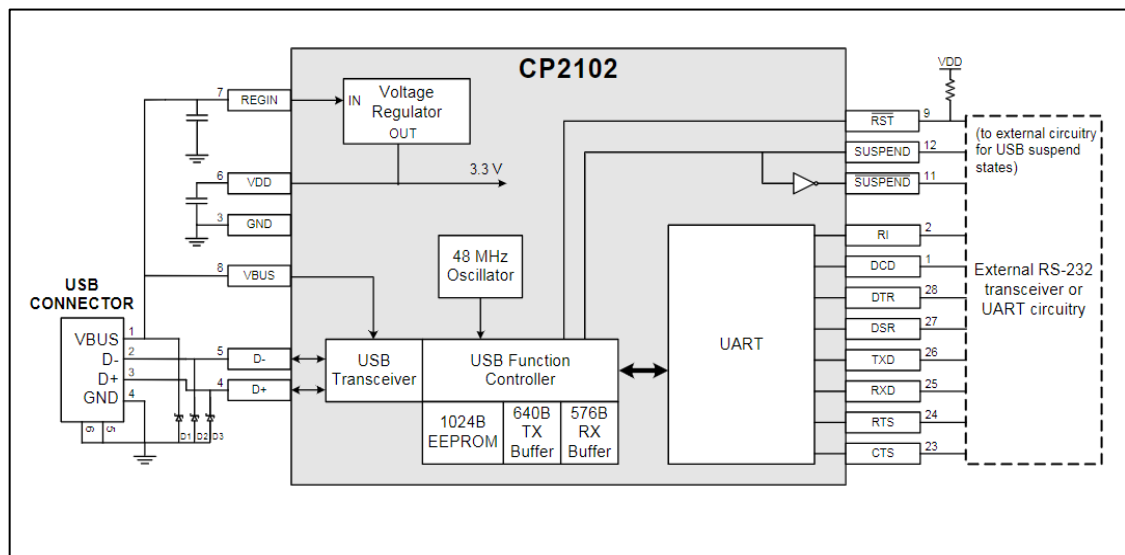 CP2102
7
REGIN
IN
Voltage
Regulator
OUT
6
VDD
3.3 V
3
GND
48 MHz
Oscillator
8
VBUS
USB
CONNECTOR
VBUS
1
D-
2
D+
3
GND
4
6
5
D1
D2
D3
5
D-
4
D+
USB
Transceiver
USB Function
Controller
1024B
EEPROM
640B
TX
Buffer
576B
RX
Buffer
UART
VDD
RST
9
SUSPEND
12
SUSPEND
11
RI
2
DCD
1
DTR
28
DSR
27
TXD
26
RXD
25
RTS
24
CTS
23
(to external circuitry
for USB suspend
states)
External RS-232
transceiver or
UART circuitry